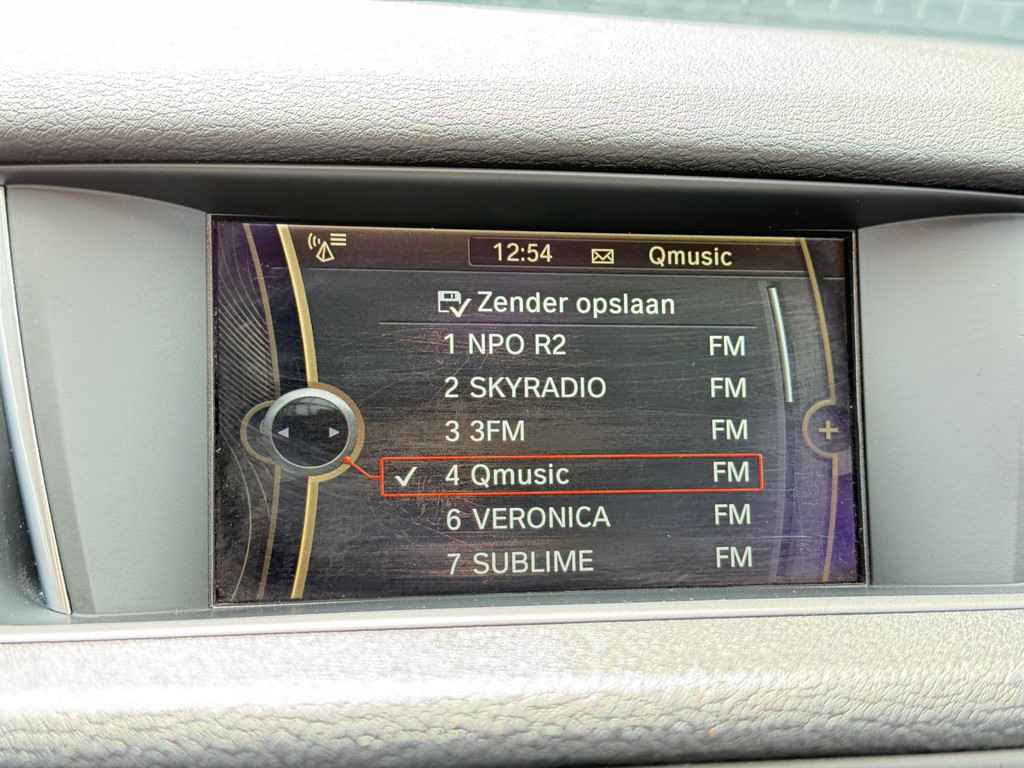 12:54 Qmusic
Zender opslaan
1 NPO R2 FM
2 SKYRADIO FM
3 3FM FM
4 Qmusic FM
6 VERONICA FM
7 SUBLIME FM